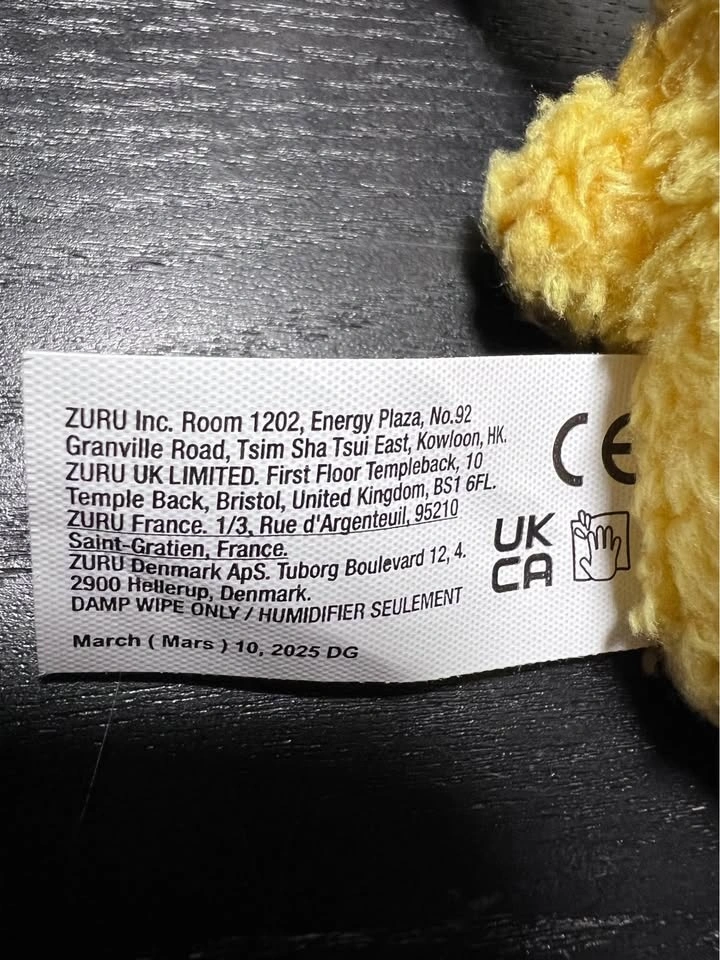 ZURU Inc. Room 1202, Energy Plaza, No.92
Granville Road, Tsim Sha Tsui East, Kowloon, HK.
ZURU UK LIMITED. First Floor Templeback, 10
Temple Back, Bristol, United Kingdom, BS1 6FL.
ZURU France. 1/3, Rue d'Argenteuil, 95210
Saint-Gratien, France.
ZURU Denmark ApS. Tuborg Boulevard 12, 4.
2900 Hellerup, Denmark.
DAMP WIPE ONLY / HUMIDIFIER SEULEMENT
March ( Mars ) 10, 2025 DG
CE
UK
CA